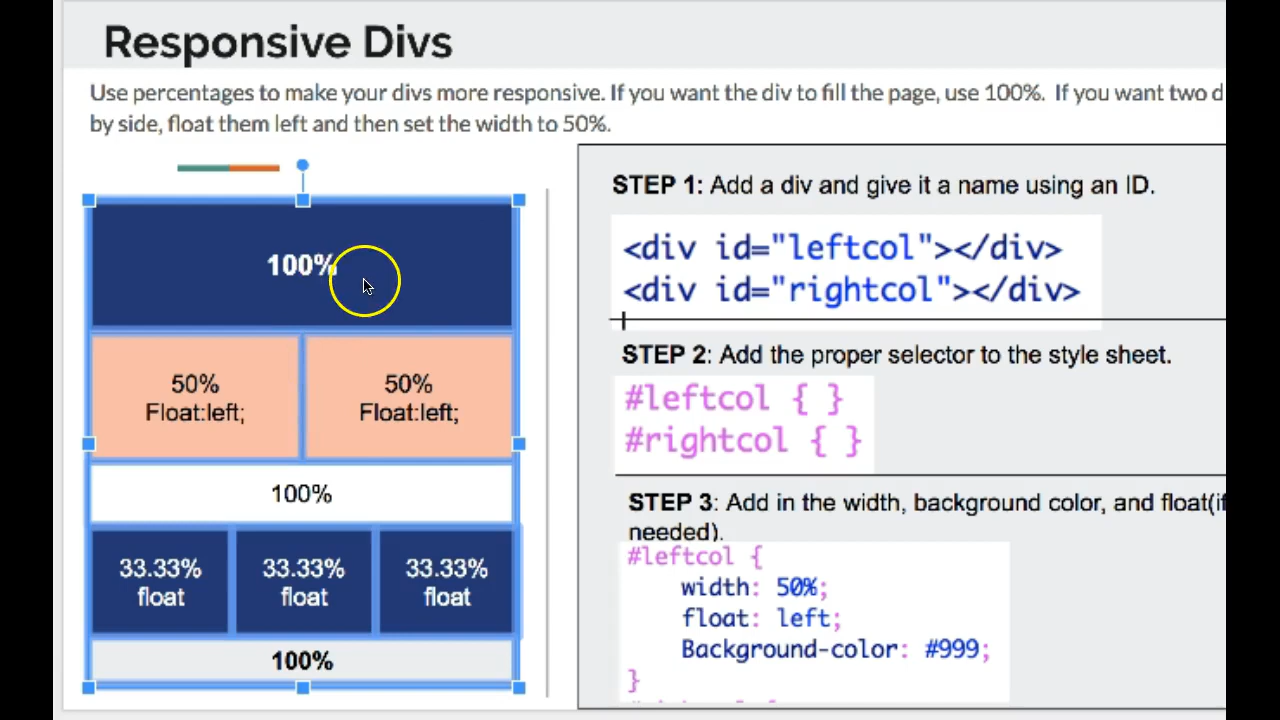 Responsive Divs
Use percentages to make your divs more responsive. If you want the div to fill the page, use 100%. If you want two d
by side, float them left and then set the width to 50%.
100%
50%
Float:left;
50%
Float:left;
100%
33.33%
float
33.33%
float
33.33%
float
100%
STEP 1: Add a div and give it a name using an ID.
<div id="leftcol"></div>
<div id="rightcol"></div>
STEP 2: Add the proper selector to the style sheet.
#leftcol { }
#rightcol { }
STEP 3: Add in the width, background color, and float(if
needed).
#leftcol {
width: 50%;
float: left;
Background-color: #999;
}